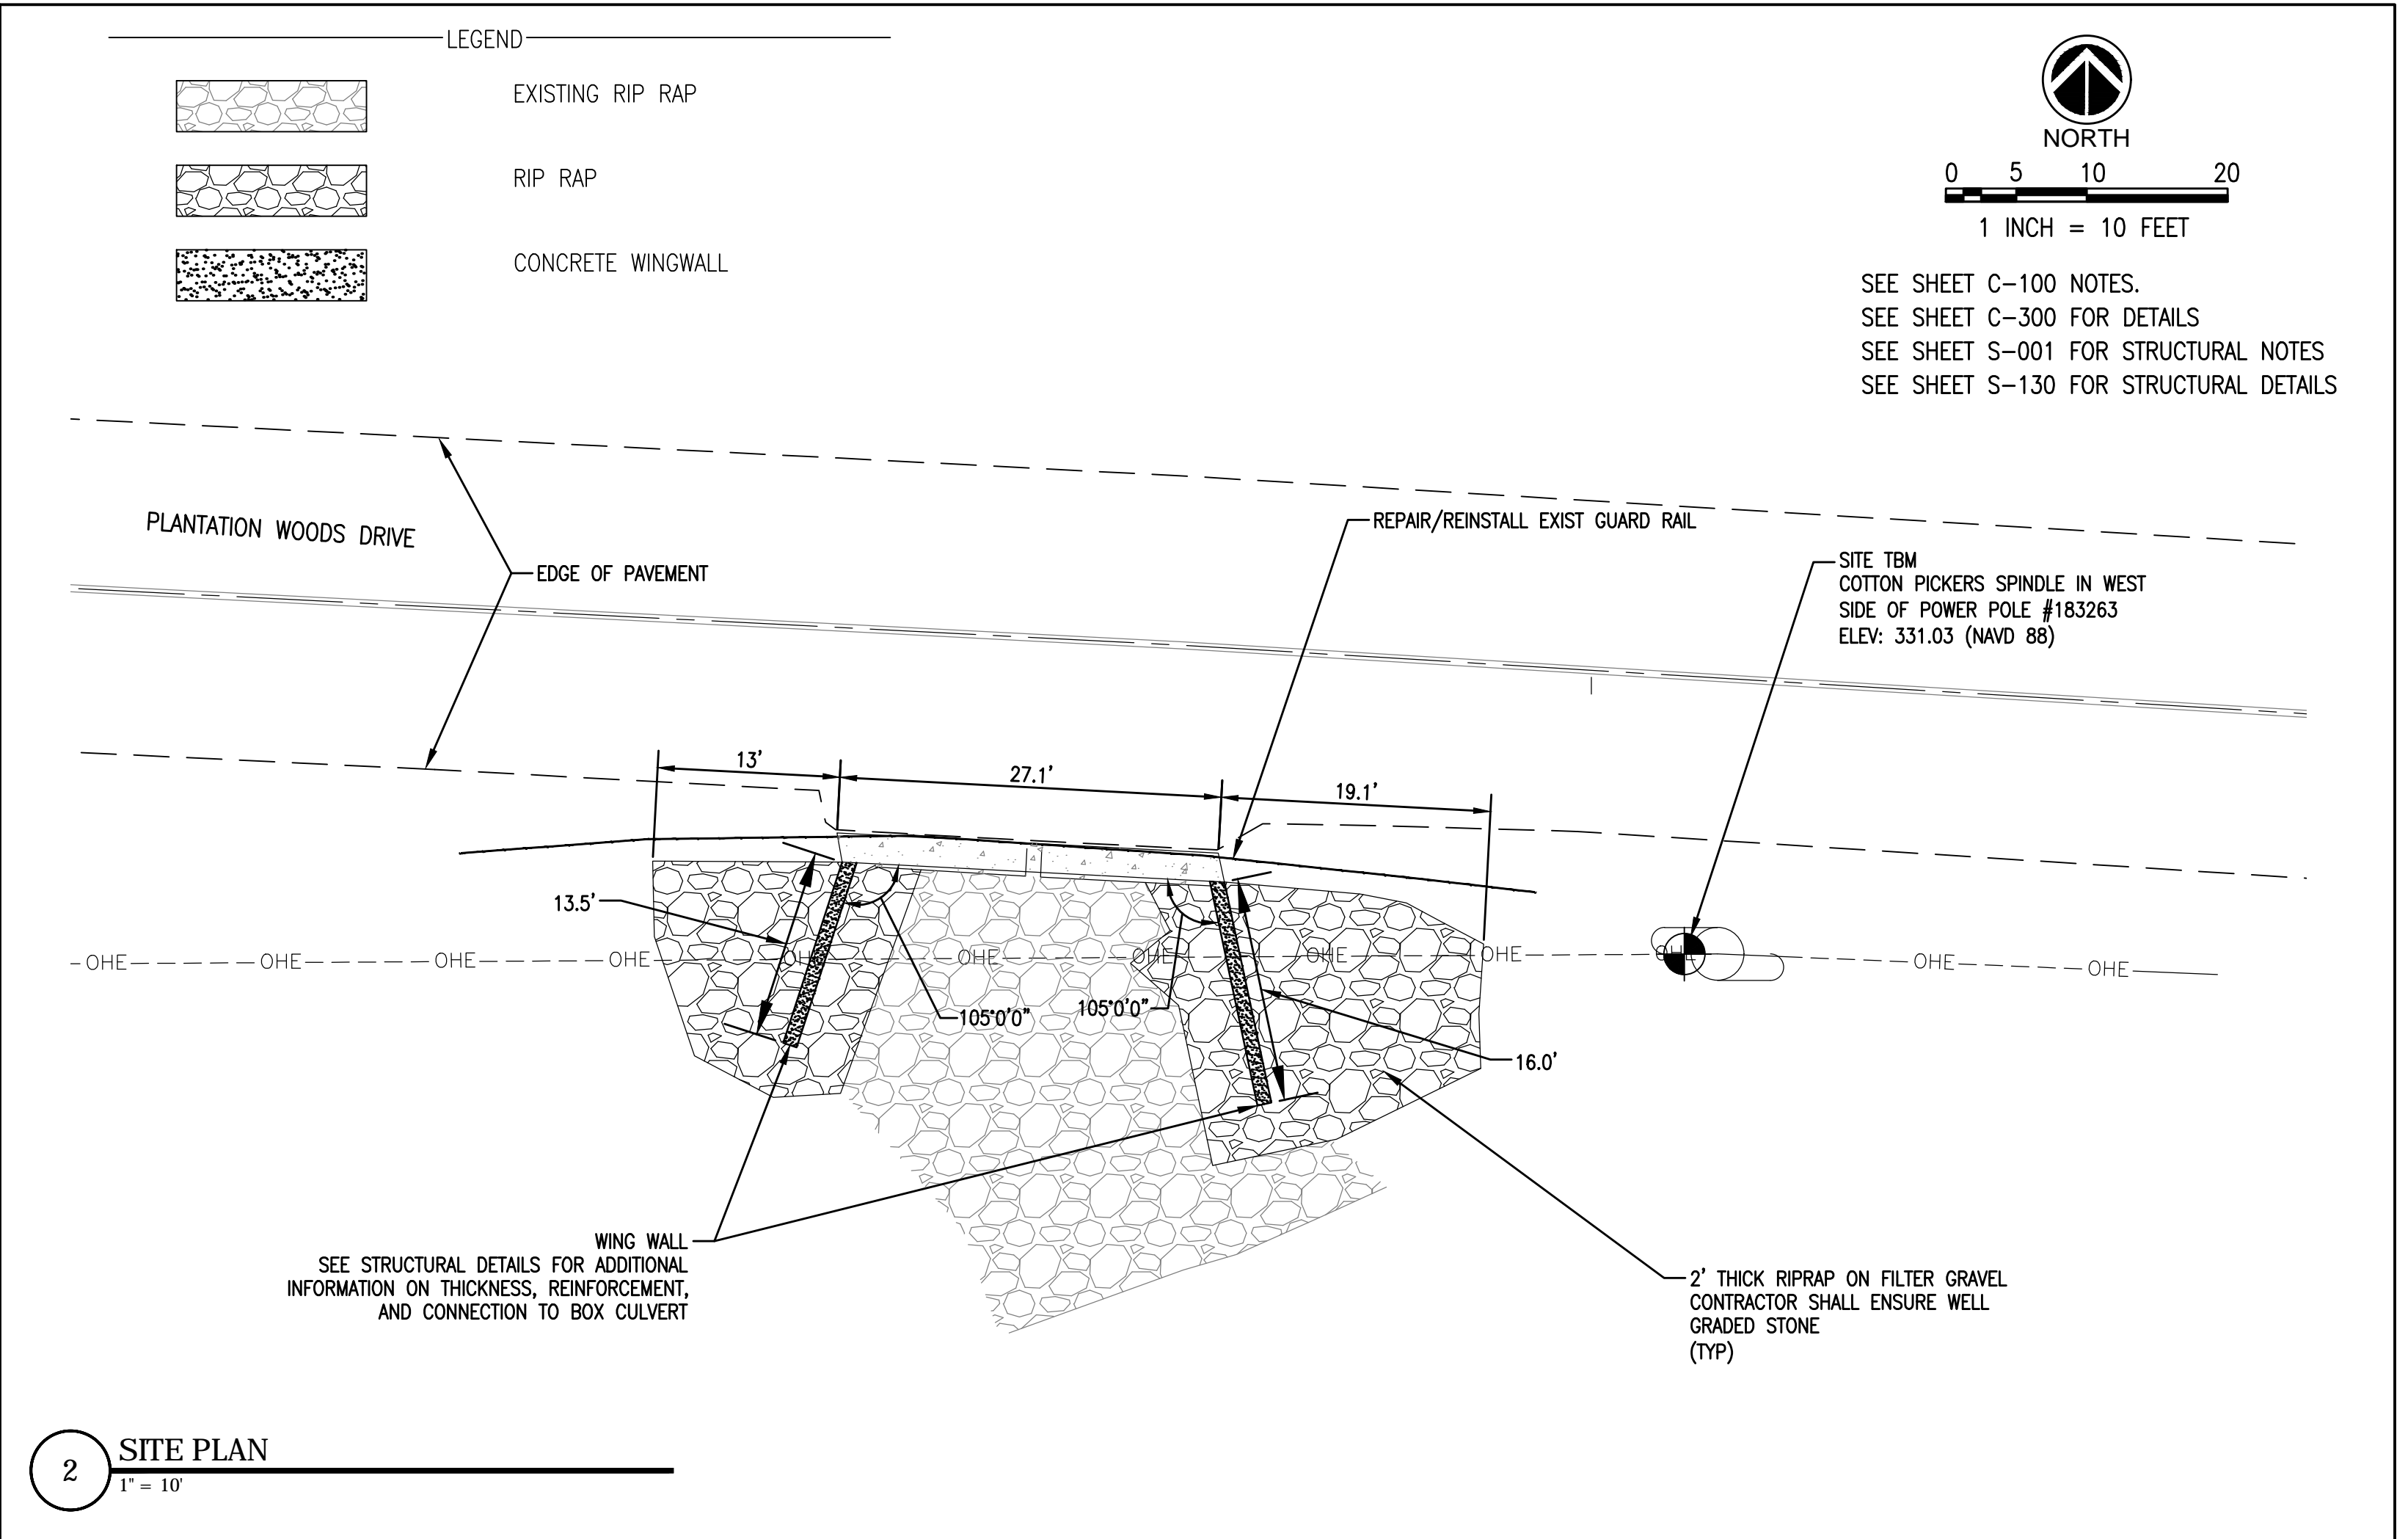 LEGEND
EXISTING RIP RAP
RIP RAP
CONCRETE WINGWALL
NORTH
0 5 10 20
1 INCH = 10 FEET
SEE SHEET C-100 NOTES.
SEE SHEET C-300 FOR DETAILS
SEE SHEET S-001 FOR STRUCTURAL NOTES
SEE SHEET S-130 FOR STRUCTURAL DETAILS
PLANTATION WOODS DRIVE
EDGE OF PAVEMENT
REPAIR/REINSTALL EXIST GUARD RAIL
SITE TBM
COTTON PICKERS SPINDLE IN WEST
SIDE OF POWER POLE #183263
ELEV: 331.03 (NAVD 88)
13'
27.1'
19.1'
13.5'
OHE OHE OHE OHE OHE OHE OHE OHE OHE OHE OHE OHE
105°0'0"
105°0'0"
16.0'
WING WALL
SEE STRUCTURAL DETAILS FOR ADDITIONAL
INFORMATION ON THICKNESS, REINFORCEMENT,
AND CONNECTION TO BOX CULVERT
2' THICK RIPRAP ON FILTER GRAVEL
CONTRACTOR SHALL ENSURE WELL
GRADED STONE
(TYP)
2
SITE PLAN
1" = 10'